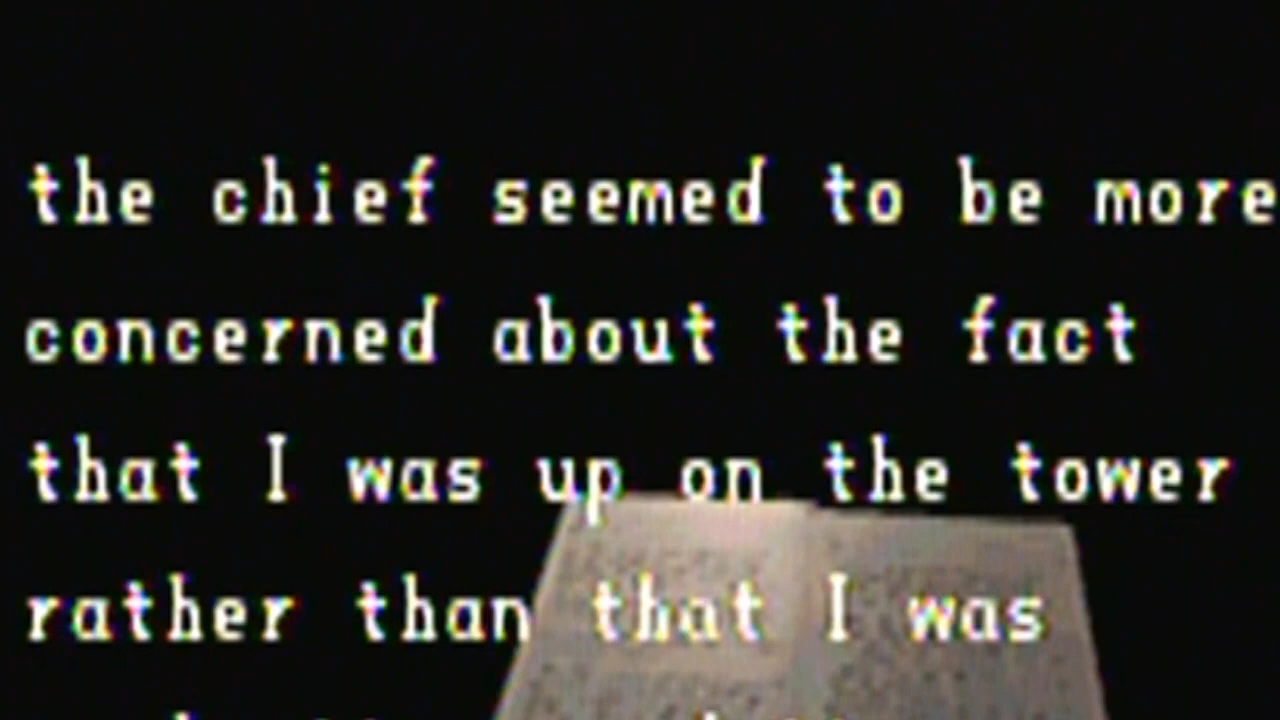 the chief seemed to be more
concerned about the fact
that I was up on the tower
rather than that I was